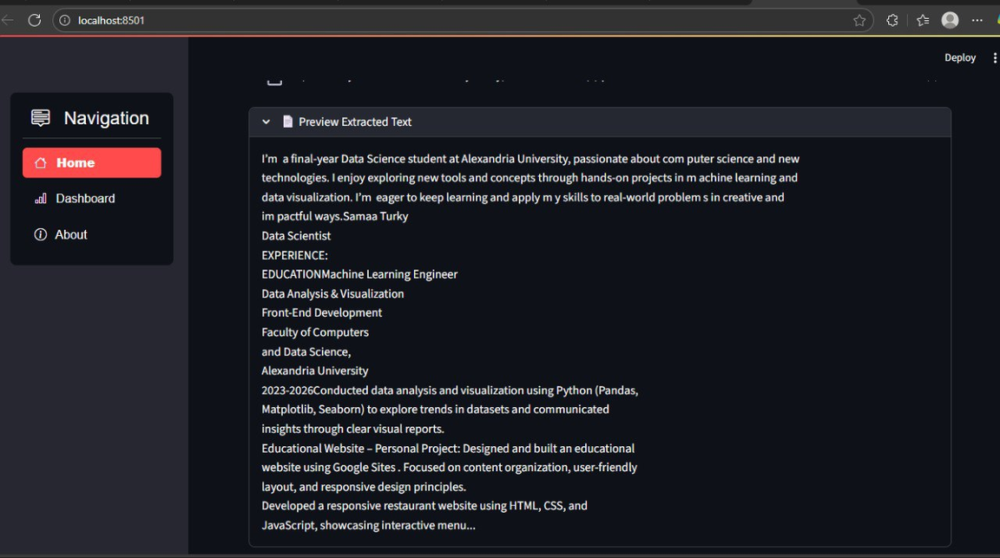 localhost:8501
Deploy
Navigation
Home
Dashboard
About
Preview Extracted Text
I'm a final-year Data Science student at Alexandria University, passionate about com puter science and new
technologies. I enjoy exploring new tools and concepts through hands-on projects in m achine learning and
data visualization. I'm eager to keep learning and apply m y skills to real-world problem s in creative and
im pactful ways.Samaa Turky
Data Scientist
EXPERIENCE:
EDUCATIONMachine Learning Engineer
Data Analysis & Visualization
Front-End Development
Faculty of Computers
and Data Science,
Alexandria University
2023-2026Conducted data analysis and visualization using Python (Pandas,
Matplotlib, Seaborn) to explore trends in datasets and communicated
insights through clear visual reports.
Educational Website – Personal Project: Designed and built an educational
website using Google Sites . Focused on content organization, user-friendly
layout, and responsive design principles.
Developed a responsive restaurant website using HTML, CSS, and
JavaScript, showcasing interactive menu...